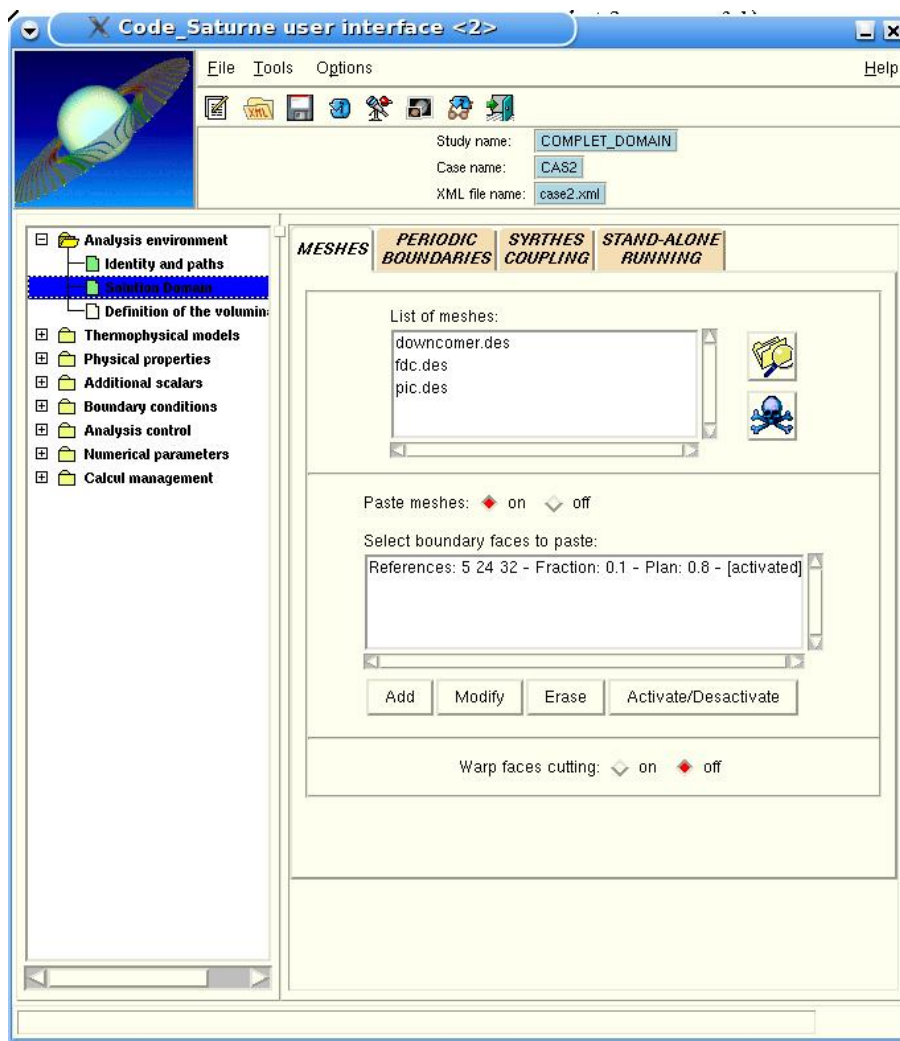 Code_Saturne user interface <2>
File Tools Options Help
XML
Study name: COMPLET_DOMAIN
Case name: CAS2
XML file name: case2.xml
Analysis environment
Identity and paths
Solution Domain
Definition of the volumin
Thermophysical models
Physical properties
Additional scalars
Boundary conditions
Analysis control
Numerical parameters
Calcul management
MESHES
PERIODIC BOUNDARIES
SYRTHES COUPLING
STAND-ALONE RUNNING
List of meshes:
downcomer.des
fdc.des
pic.des
Paste meshes: on off
Select boundary faces to paste:
References: 5 24 32 - Fraction: 0.1 - Plan: 0.8 - [activated]
Add Modify Erase Activate/Desactivate
Warp faces cutting: on off